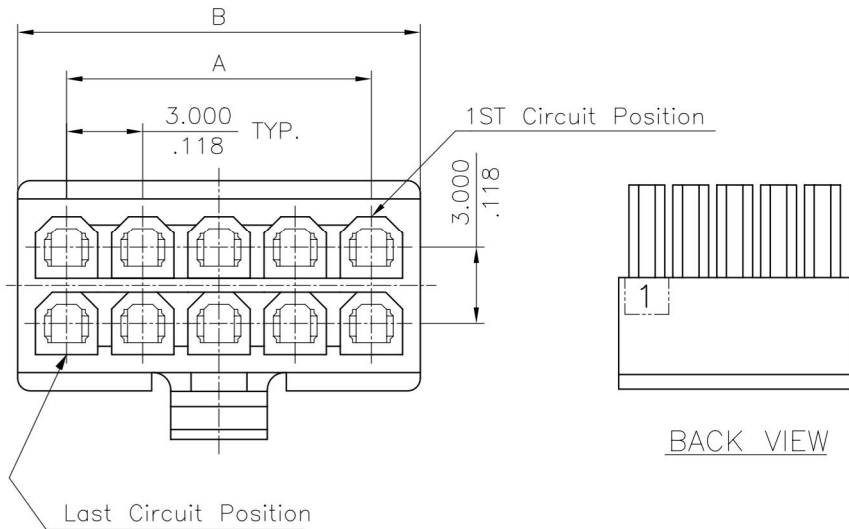 B
A
3.000
.118
TYP.
1ST Circuit Position
3.000
.118
1
BACK VIEW
Last Circuit Position